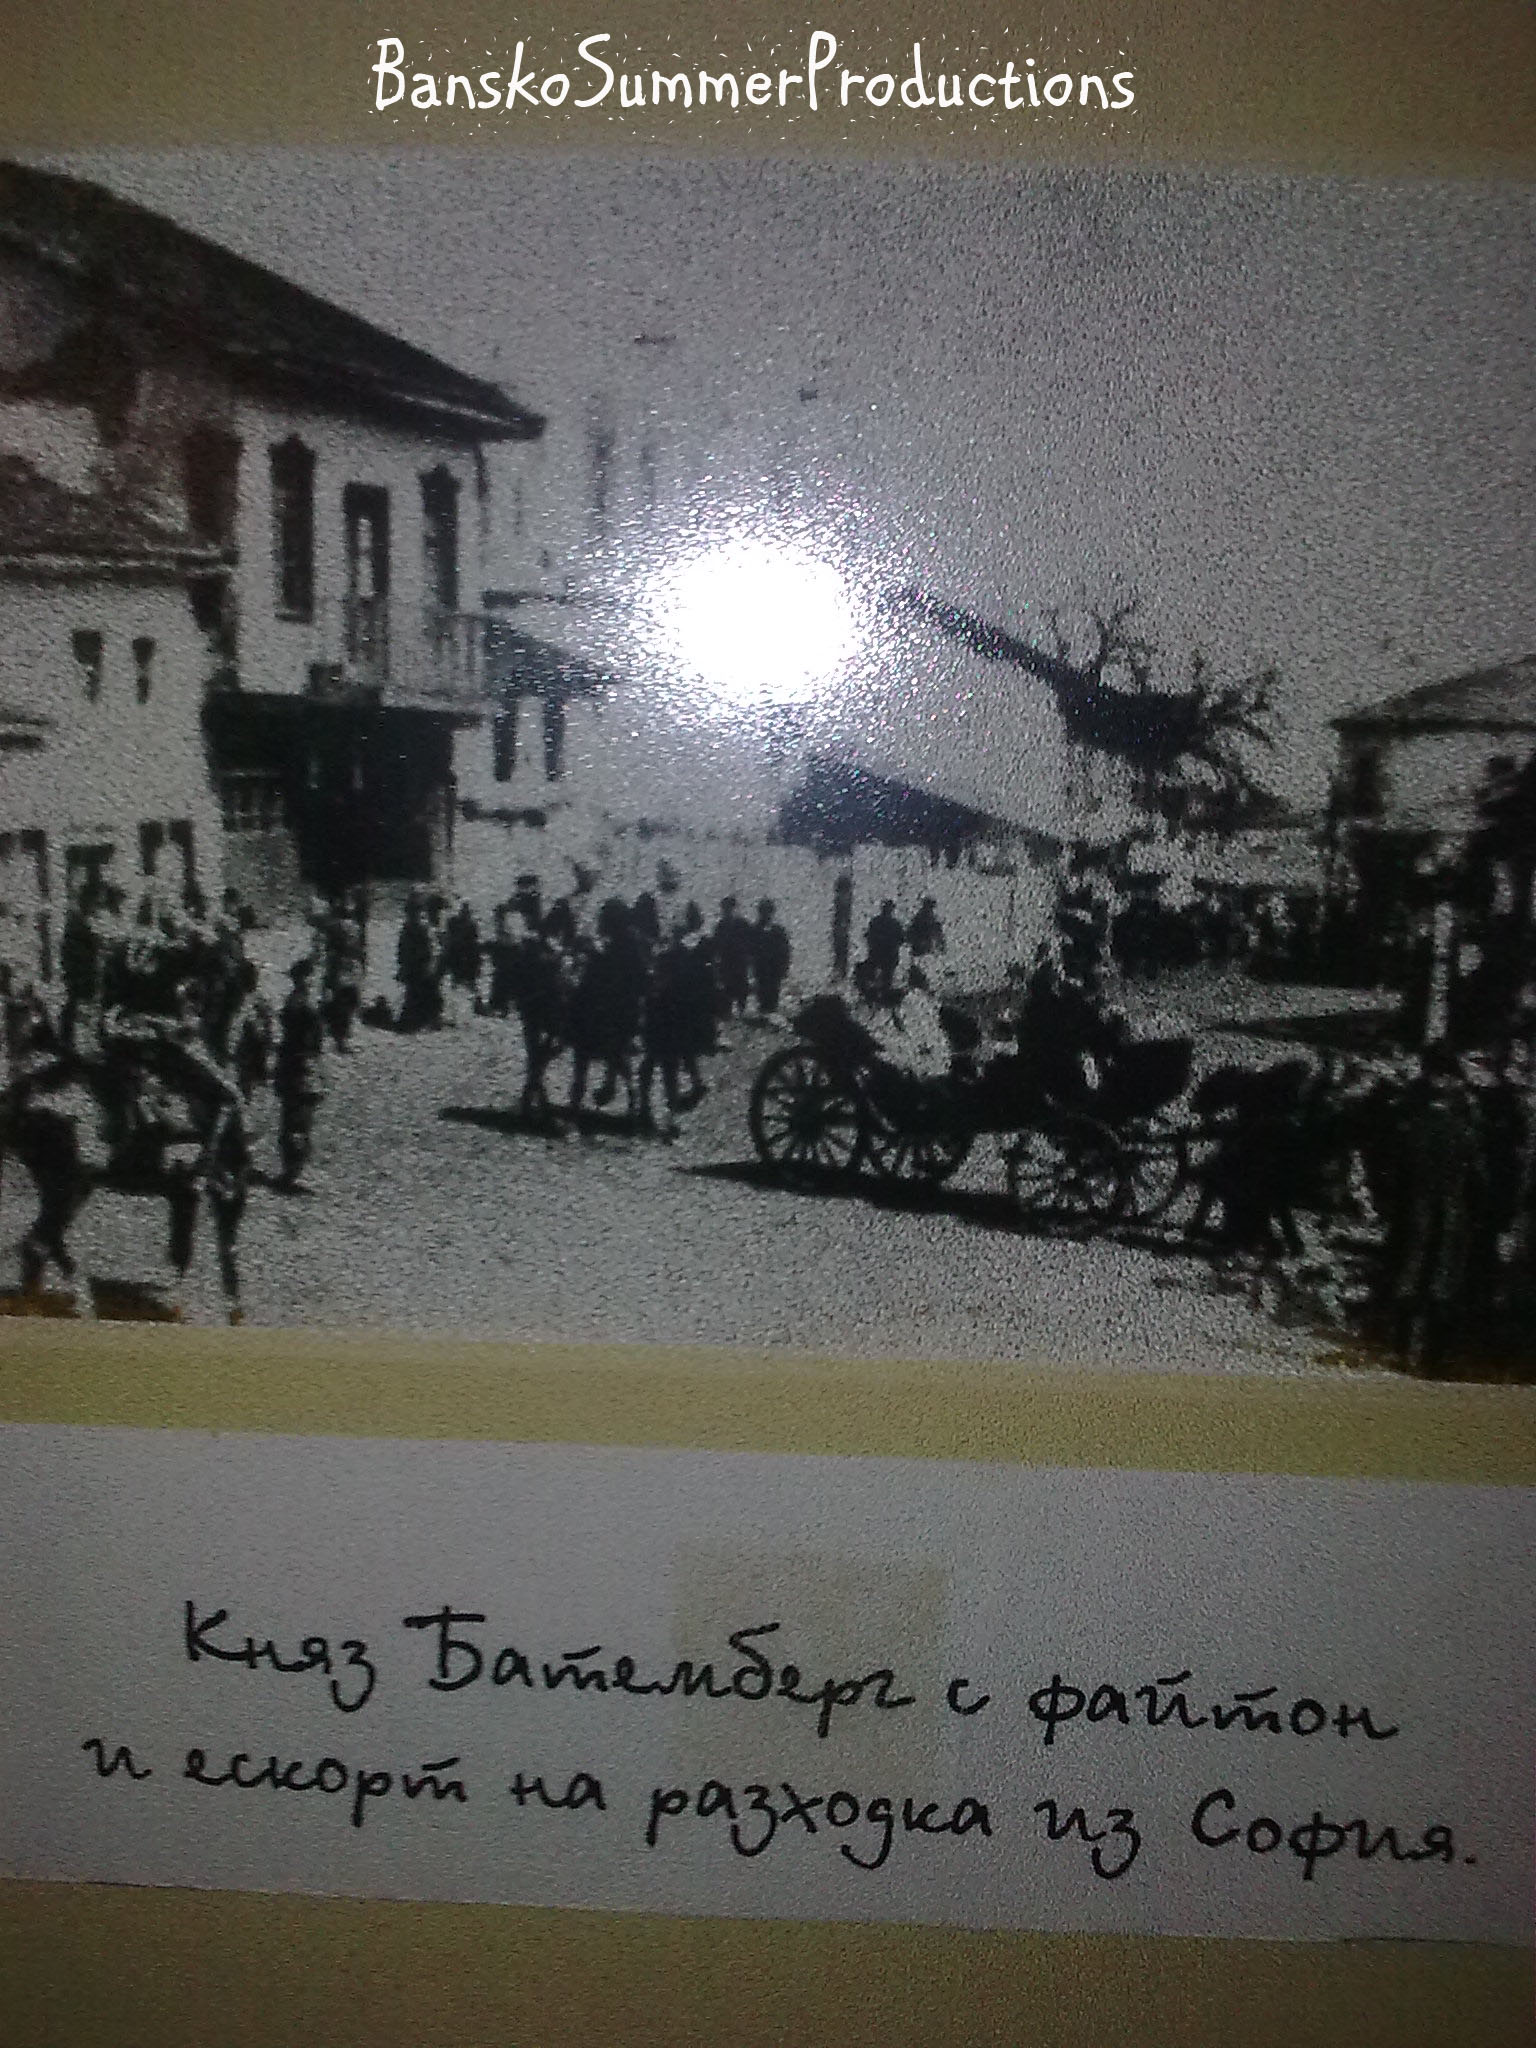 BanskoSummerProductions
Княз Батемберг с файтон
и ескорт на разходка из София.